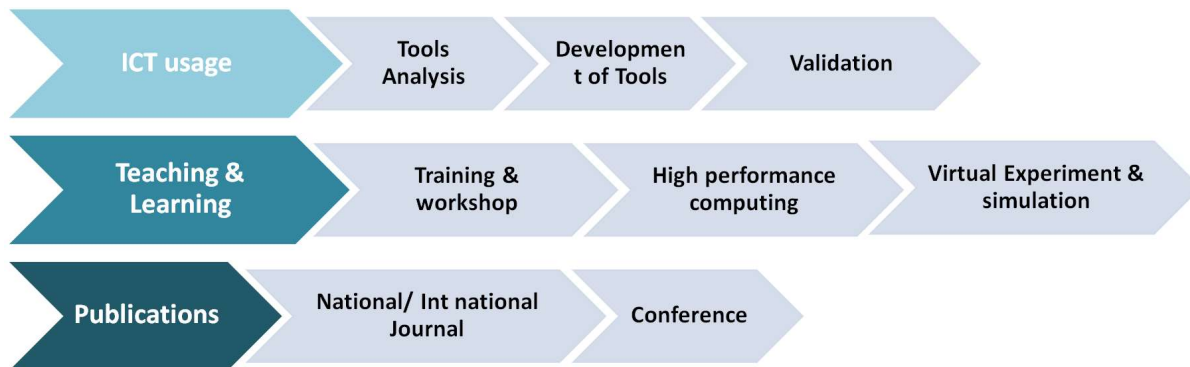 ICT usage
Tools
Analysis
Developmen
t of Tools
Validation
Teaching &
Learning
Training &
workshop
High performance
computing
Virtual Experiment &
simulation
Publications
National/ Int national
Journal
Conference